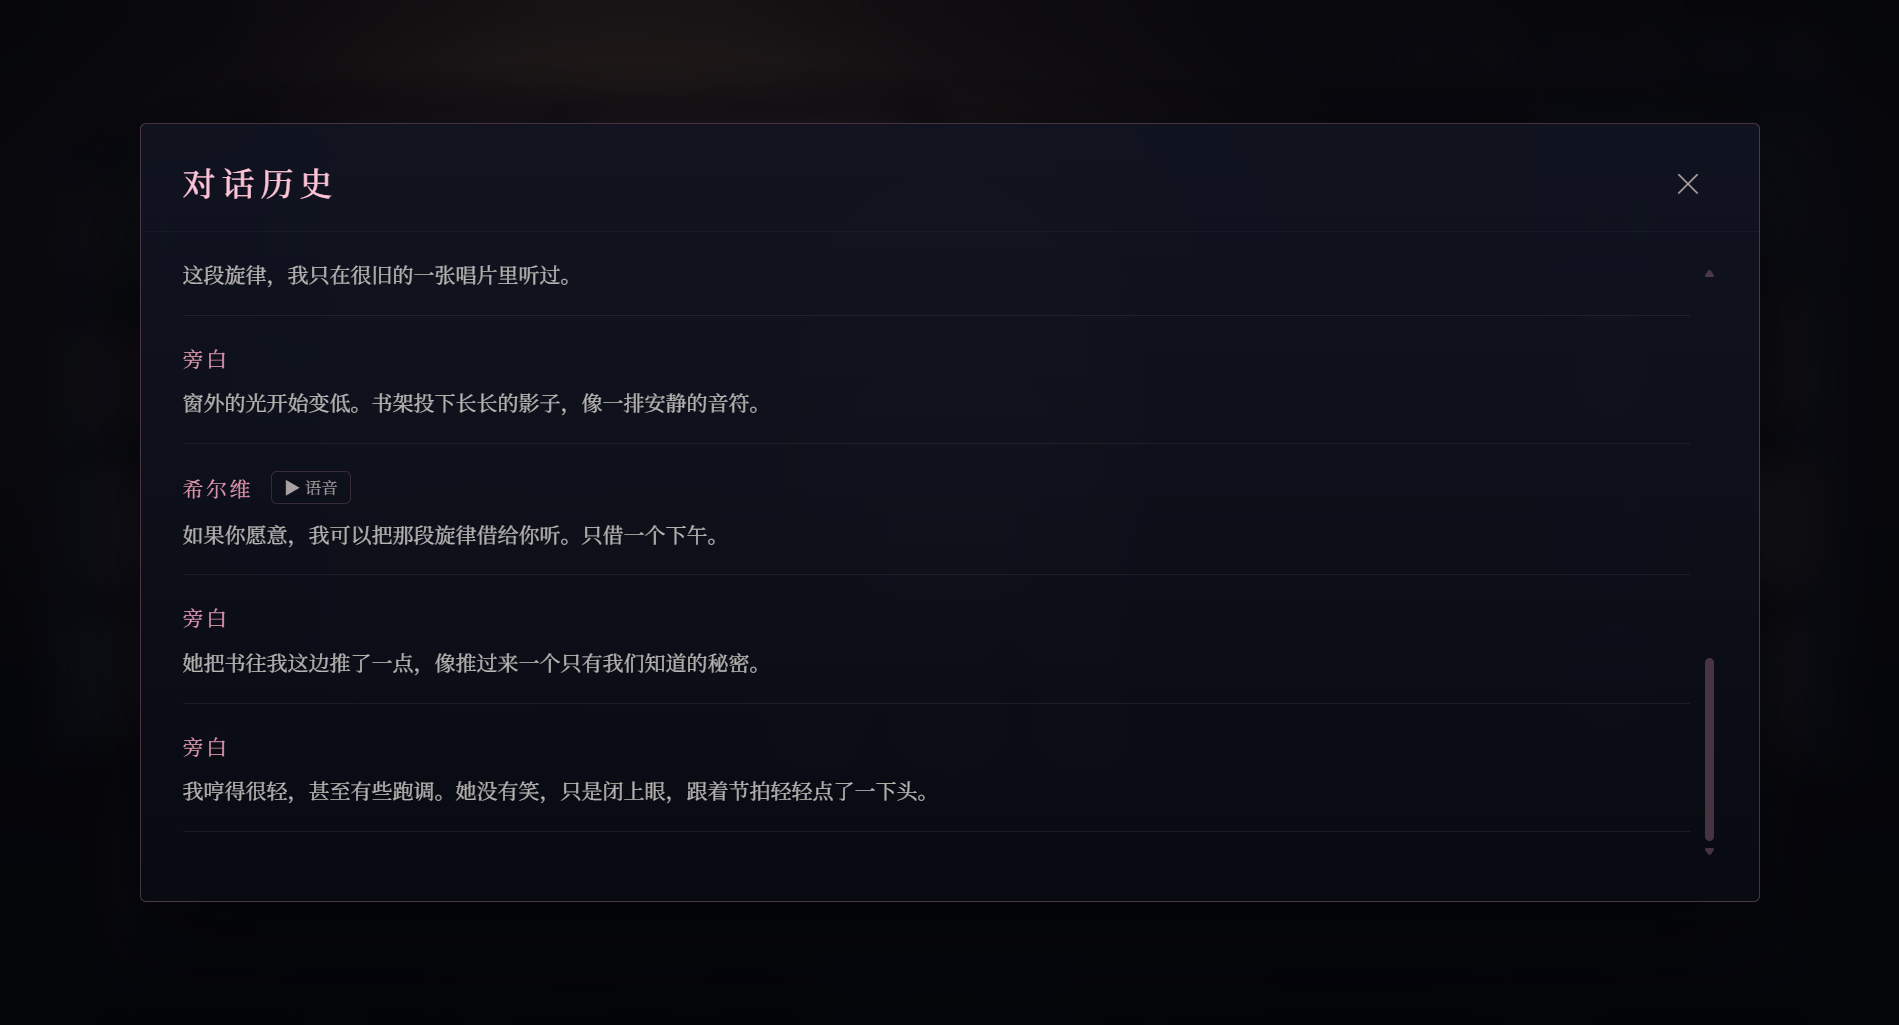 对话历史
这段旋律，我只在很旧的一张唱片里听过。
旁白
窗外的光开始变低。书架投下长长的影子，像一排安静的音符。
希尔维 ▶ 语音
如果你愿意，我可以把那段旋律借给你听。只借一个下午。
旁白
她把书往我这边推了一点，像推过来一个只有我们知道的秘密。
旁白
我哼得很轻，甚至有些跑调。她没有笑，只是闭上眼，跟着节拍轻轻点了一下头。